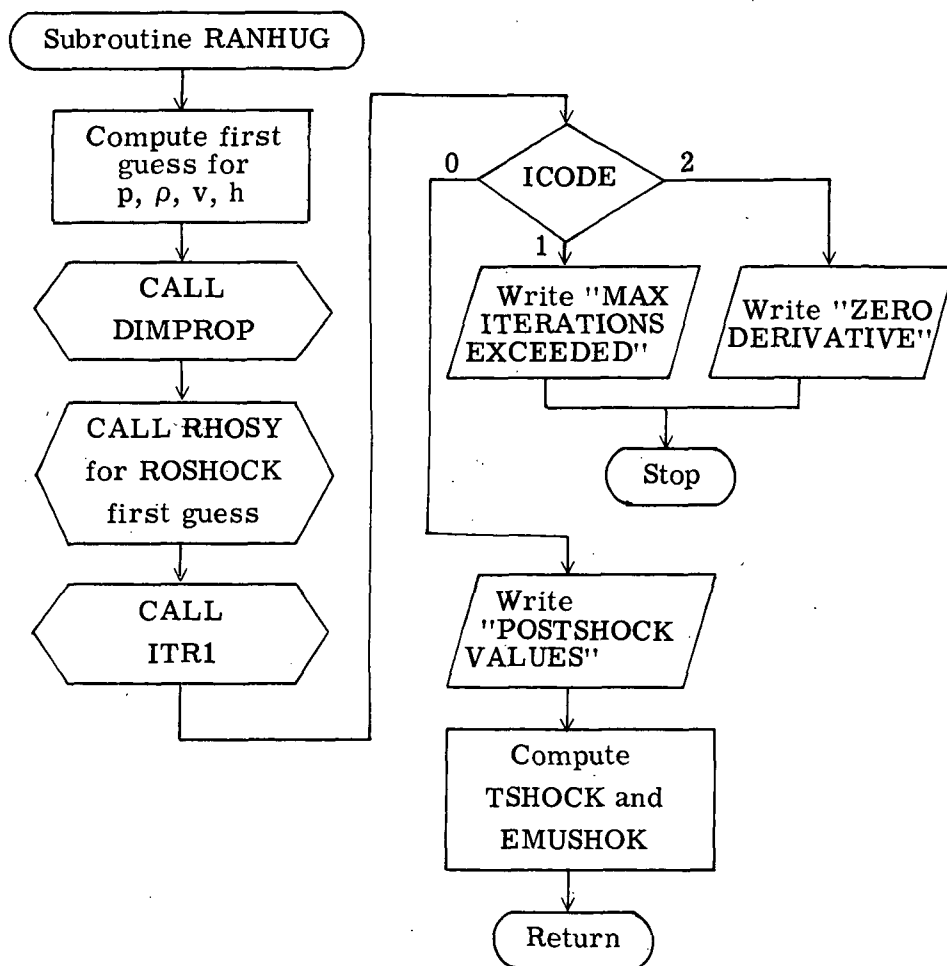 Subroutine RANHUG
Compute first
guess for
p, ρ, v, h
CALL
DIMPROP
CALL RHOSY
for ROSHOCK
first guess
CALL
ITR1
ICODE
0
2
1
Write "MAX
ITERATIONS
EXCEEDED"
Write "ZERO
DERIVATIVE"
Stop
Write
"POSTSHOCK
VALUES"
Compute
TSHOCK and
EMUSHOK
Return